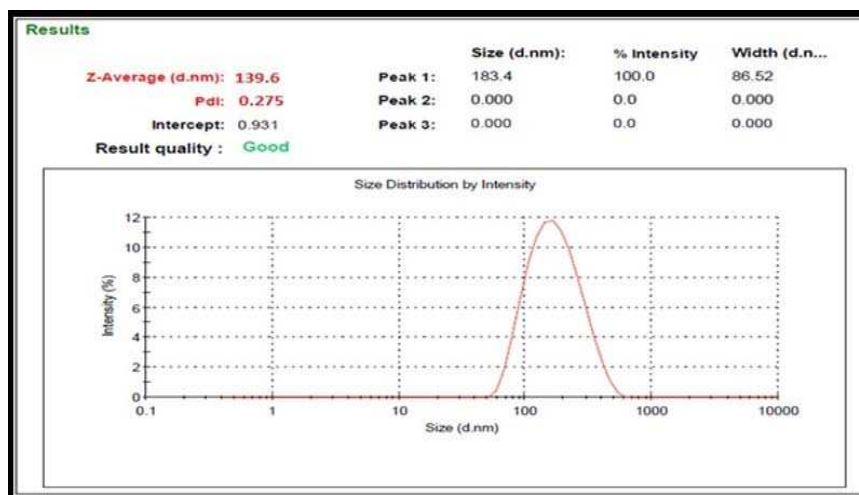 Results
Size (d.nm): % Intensity Width (d.n...
Z-Average (d.nm): 139.6 Peak 1: 183.4 100.0 86.52
PdI: 0.275 Peak 2: 0.000 0.0 0.000
Intercept: 0.931 Peak 3: 0.000 0.0 0.000
Result quality : Good
Size Distribution by Intensity
12
10
8
6
4
2
0
Intensity (%)
0.1 1 10 100 1000 10000
Size (d.nm)